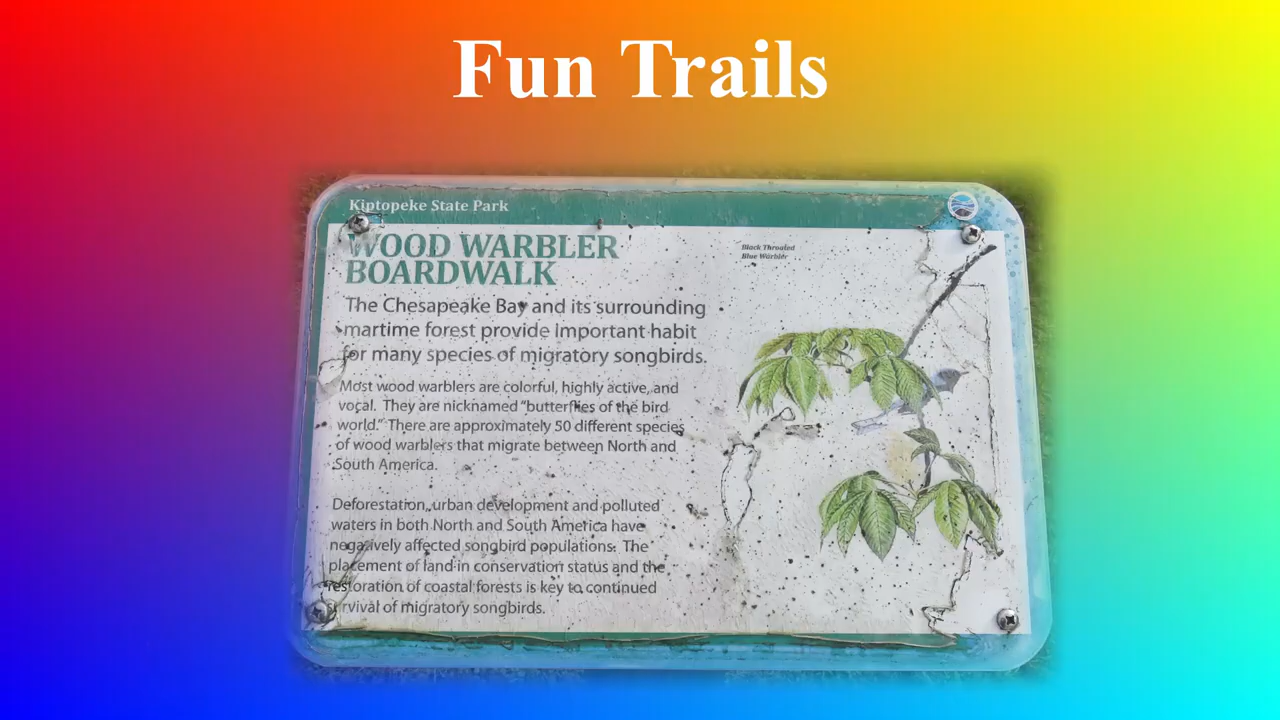 Fun Trails
Kiptopeke State Park
WOOD WARBLER
BOARDWALK
Black Throated
Blue Warbler
The Chesapeake Bay and its surrounding
martime forest provide important habit
for many species of migratory songbirds.
Most wood warblers are colorful, highly active, and
vocal. They are nicknamed "butterflies of the bird
world." There are approximately 50 different species
of wood warblers that migrate between North and
South America.
Deforestation, urban development and polluted
waters in both North and South America have
negatively affected songbird populations. The
placement of land in conservation status and the
restoration of coastal forests is key to continued
survival of migratory songbirds.